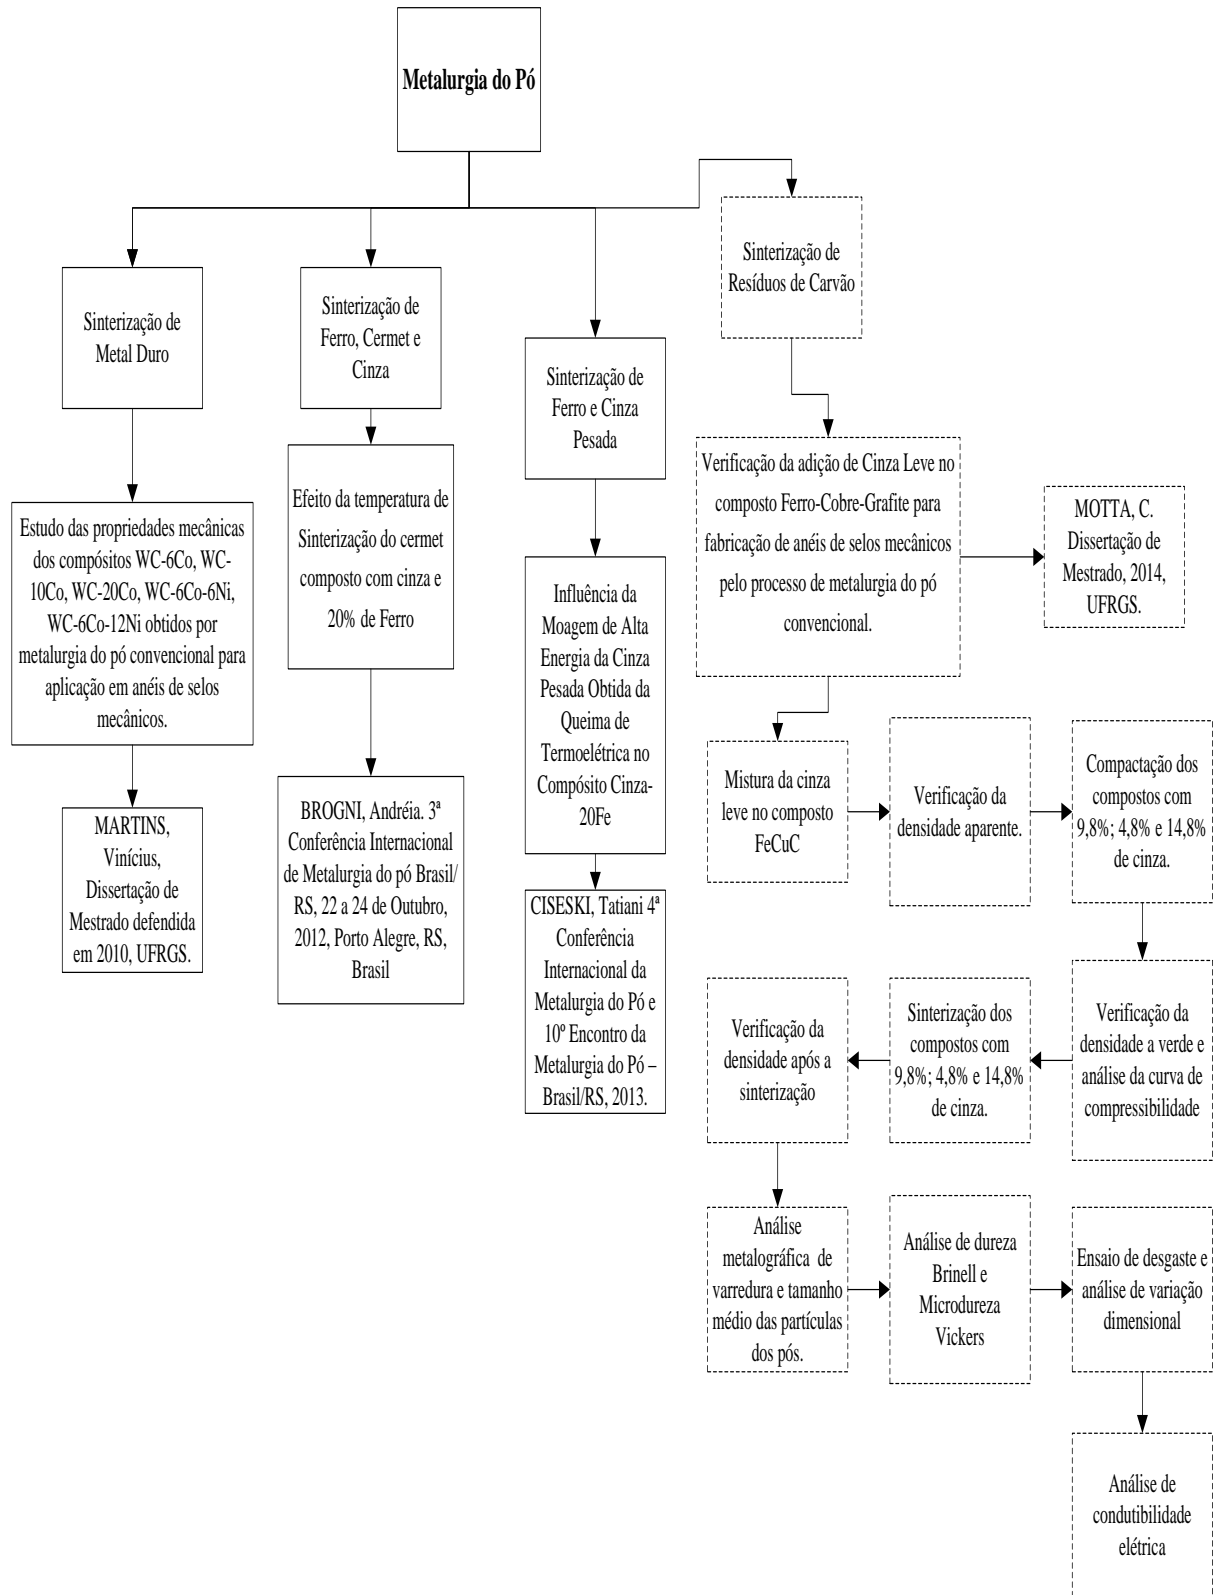 Metalurgia do Pó
Sinterização de
Metal Duro
Estudo das propriedades mecânicas
dos compósitos WC-6Co, WC-
10Co, WC-20Co, WC-6Co-6Ni,
WC-6Co-12Ni obtidos por
metalurgia do pó convencional para
aplicação em anéis de selos
mecânicos.
MARTINS,
Vinícius,
Dissertação de
Mestrado defendida
em 2010, UFRGS.
Sinterização de
Ferro, Cermet e
Cinza
Efeito da temperatura de
Sinterização do cermet
composto com cinza e
20% de Ferro
BROGNI, Andréia. 3ª
Conferência Internacional
de Metalurgia do pó Brasil/
RS, 22 a 24 de Outubro,
2012, Porto Alegre, RS,
Brasil
Sinterização de
Ferro e Cinza
Pesada
Influência da
Moagem de Alta
Energia da Cinza
Pesada Obtida da
Queima de
Termoelétrica no
Compósito Cinza-
20Fe
CISESKI, Tatiani 4ª
Conferência
Internacional da
Metalurgia do Pó e
10º Encontro da
Metalurgia do Pó –
Brasil/RS, 2013.
Sinterização de
Resíduos de Carvão
Verificação da adição de Cinza Leve no
composto Ferro-Cobre-Grafite para
fabricação de anéis de selos mecânicos
pelo processo de metalurgia do pó
convencional.
MOTTA, C.
Dissertação de
Mestrado, 2014,
UFRGS.
Mistura da cinza
leve no composto
FeCuC
Verificação da
densidade aparente.
Compactação dos
compostos com
9,8%; 4,8% e 14,8%
de cinza.
Verificação da
densidade a verde e
análise da curva de
compressibilidade
Sinterização dos
compostos com
9,8%; 4,8% e 14,8%
de cinza.
Verificação da
densidade após a
sinterização
Análise
metalográfica de
varredura e tamanho
médio das partículas
dos pós.
Análise de dureza
Brinell e
Microdureza
Vickers
Ensaio de desgaste e
análise de variação
dimensional
Análise de
condutibilidade
elétrica